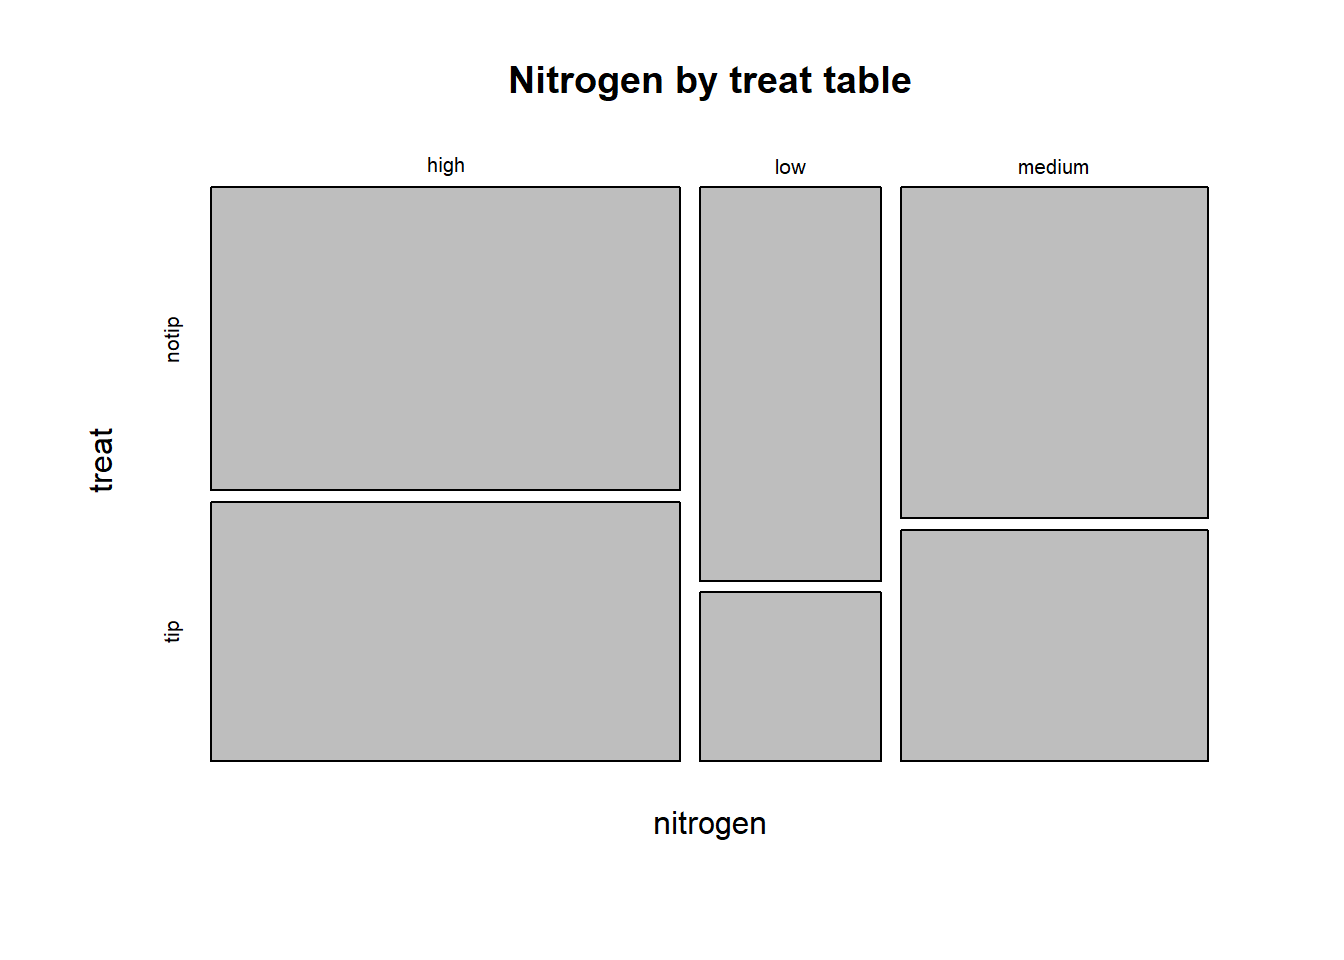 Nitrogen by treat table
high
low
medium
notip
treat
tip
nitrogen